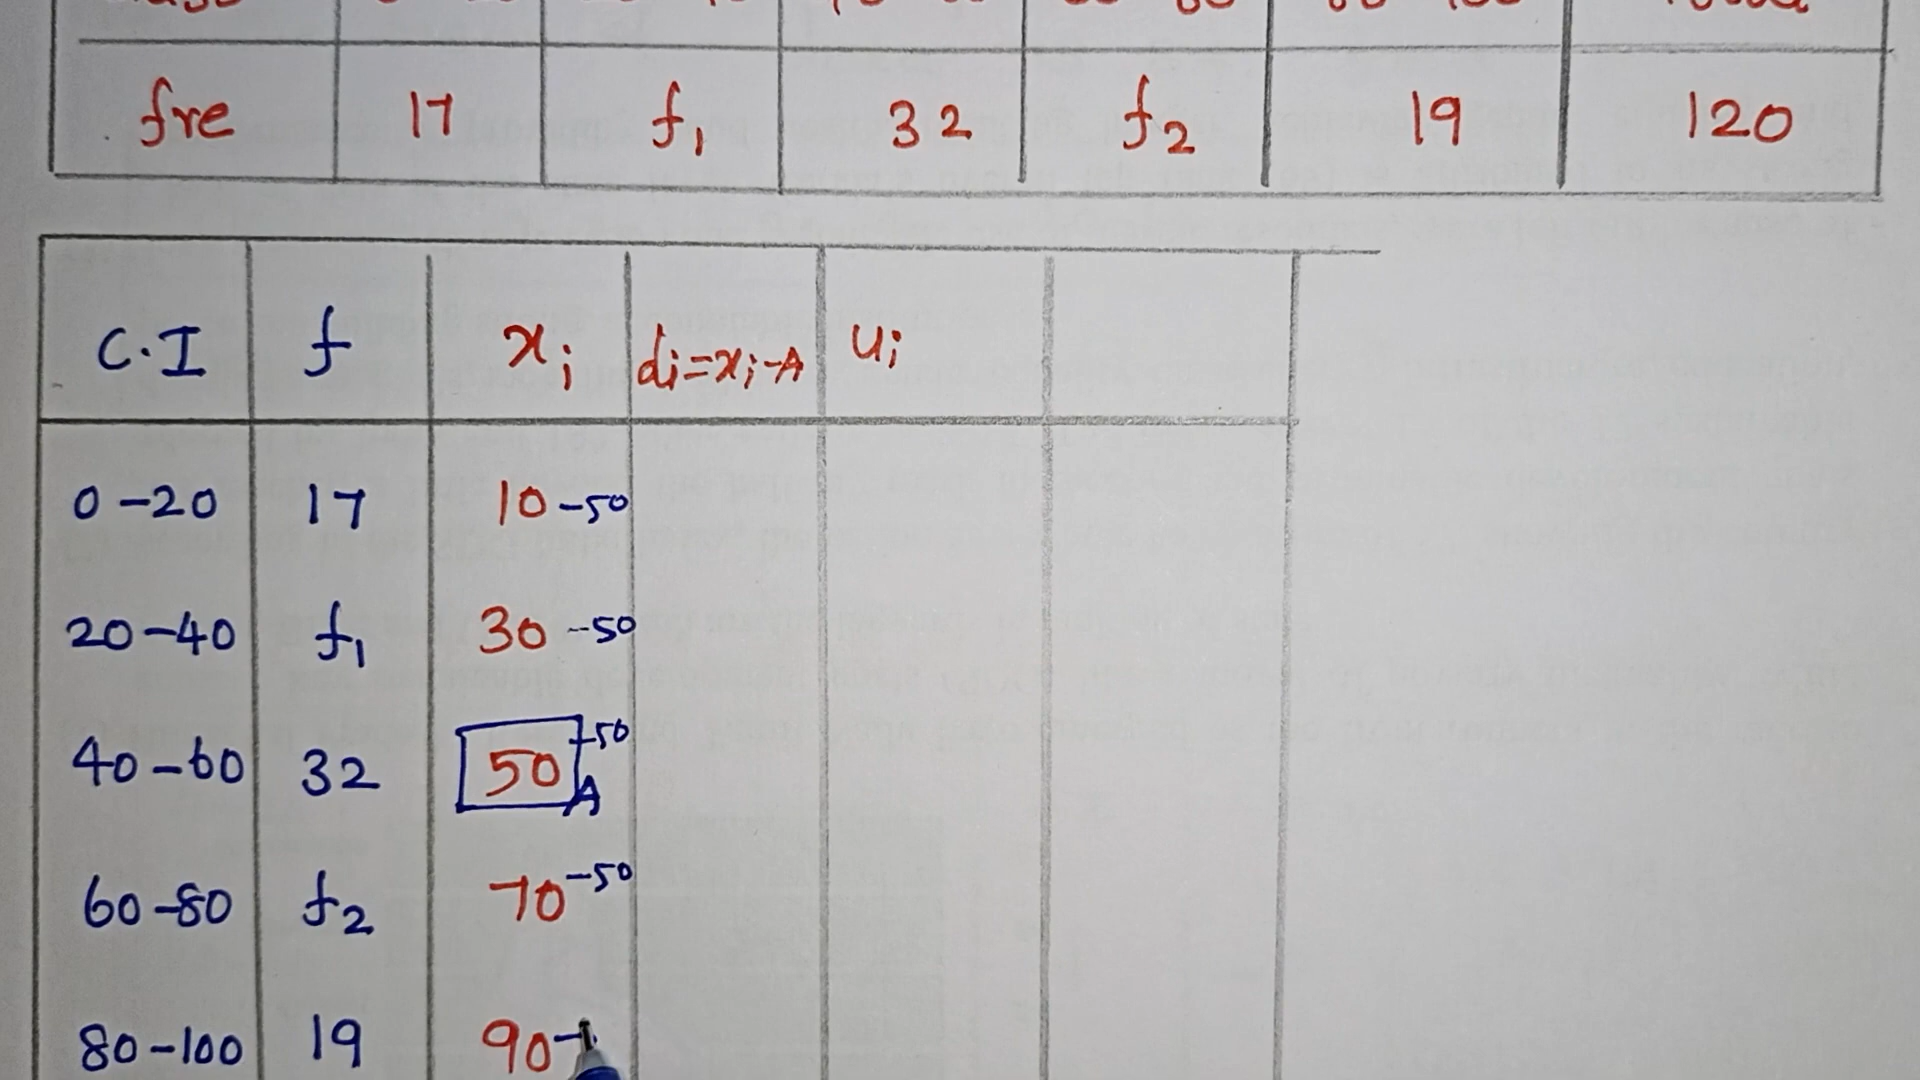 fre 17 f₁ 32 f₂ 19 120
C.I f xᵢ dᵢ=xᵢ-A uᵢ
0-20 17 10-50
20-40 f₁ 30-50
40-60 32 50-50 A
60-80 f₂ 70-50
80-100 19 90-